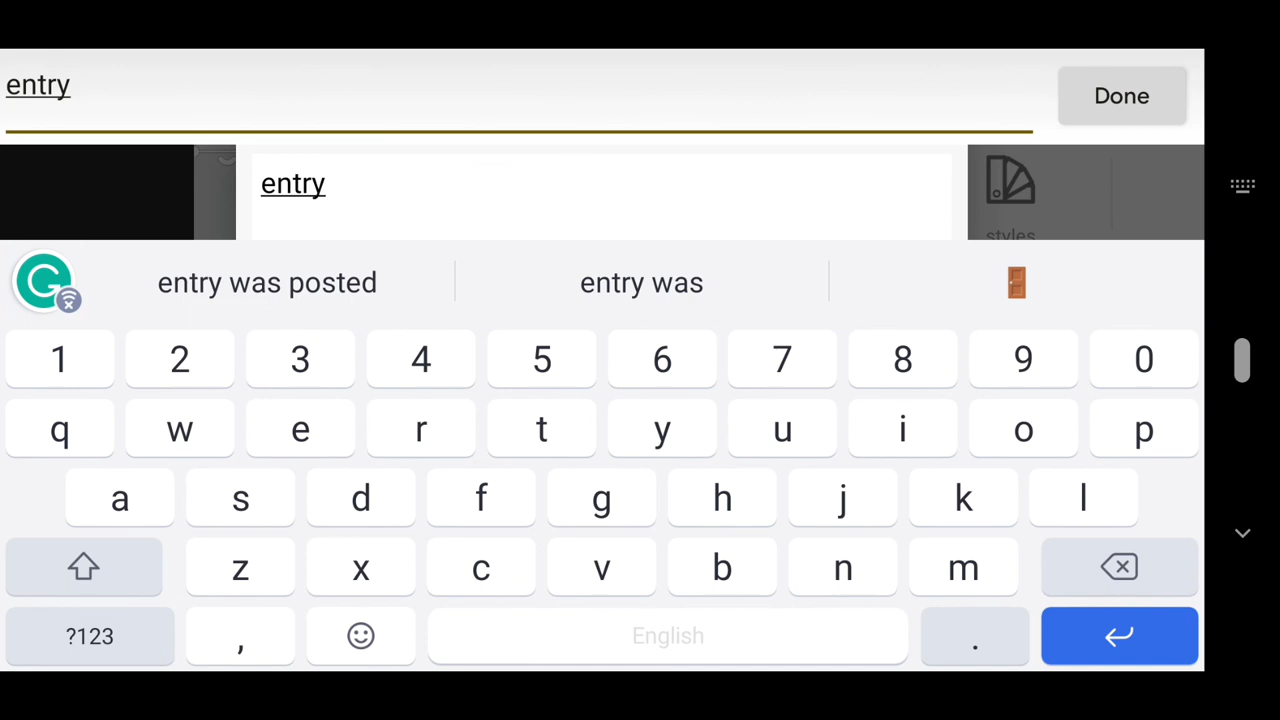 entry
Done
entry
styles
entry was posted entry was
1 2 3 4 5 6 7 8 9 0
q w e r t y u i o p
a s d f g h j k l
z x c v b n m
?123 , English .